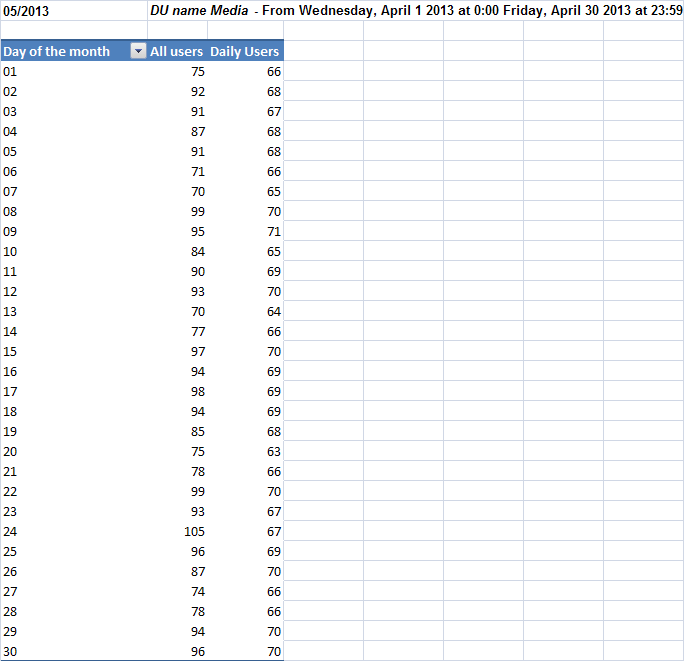 05/2013 DU name Media - From Wednesday, April 1 2013 at 0:00 Friday, April 30 2013 at 23:59
Day of the month All users Daily Users
01 75 66
02 92 68
03 91 67
04 87 68
05 91 68
06 71 66
07 70 65
08 99 70
09 95 71
10 84 65
11 90 69
12 93 70
13 70 64
14 77 66
15 97 70
16 94 69
17 98 69
18 94 69
19 85 68
20 75 63
21 78 66
22 99 70
23 93 67
24 105 67
25 96 69
26 87 70
27 74 66
28 78 66
29 94 70
30 96 70